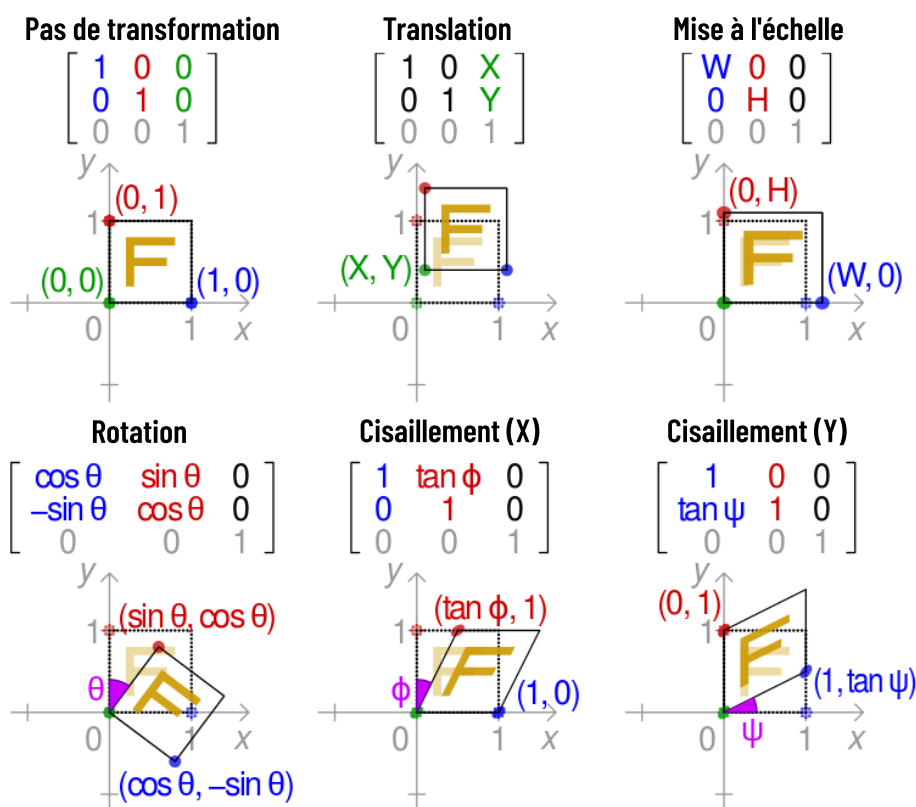 Pas de transformation
1 0 0
0 1 0
0 0 1
y
(0, 1)
1
F
(0, 0)
(1, 0)
0
1
x
Translation
1 0 X
0 1 Y
0 0 1
y
1
F
F
(X, Y)
0
1
x
Mise à l'échelle
W 0 0
0 H 0
0 0 1
y
(0, H)
1
F
F
(W, 0)
0
1
x
Rotation
cos θ sin θ 0
–sin θ cos θ 0
0 0 1
y
(sin θ, cos θ)
1
F
F
θ
0
1
x
(cos θ, –sin θ)
Cisaillement (X)
1 tan ϕ 0
0 1 0
0 0 1
y
(tan ϕ, 1)
1
F
F
ϕ
(1, 0)
0
1
x
Cisaillement (Y)
1 0 0
tan ψ 1 0
0 0 1
y
(0, 1)
1
F
F
(1, tan ψ)
0
ψ
1
x